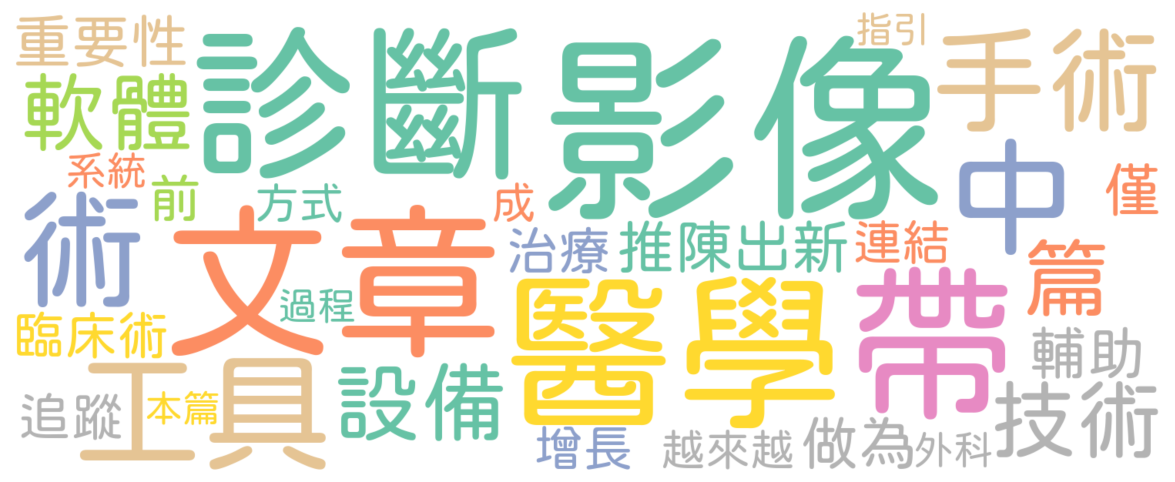 重要性
診斷
影像
指引
手術
軟體
系統
前
方式
成
中
僅
術
文章
治療
推陳出新
連結
篇
過程
醫學
帶
臨床術
工具
設備
輔助
追蹤
本篇
增長
越來越
做為
外科
技術